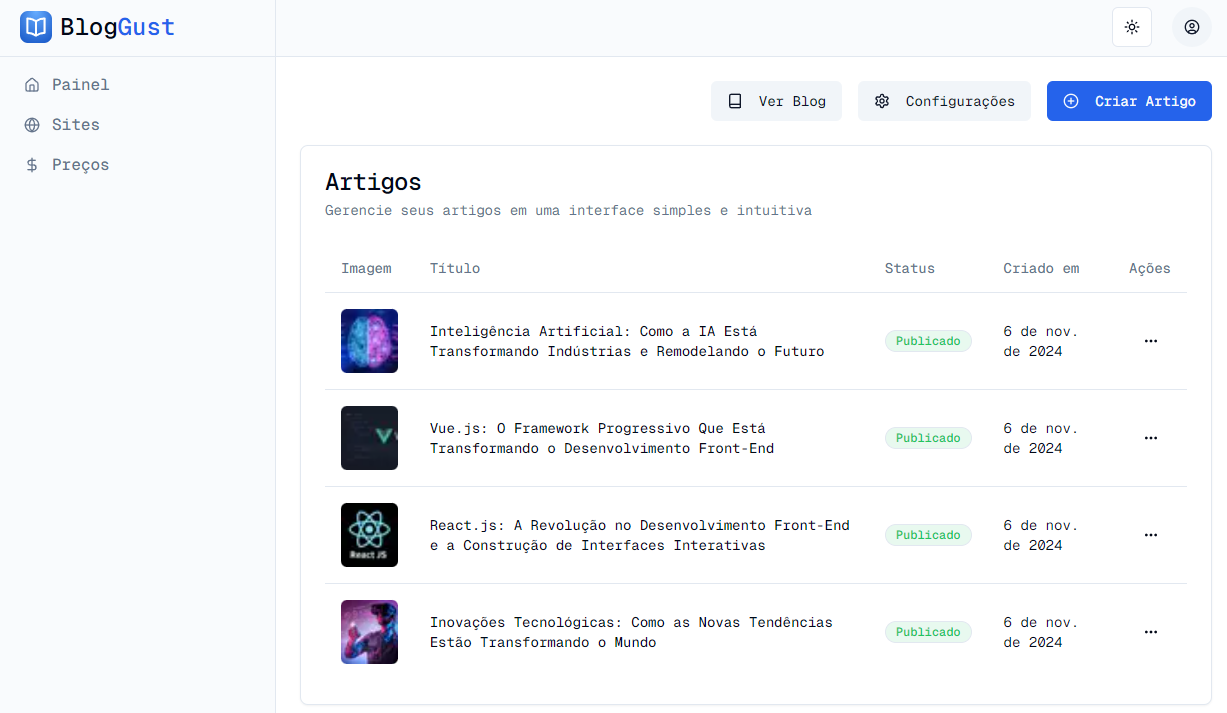 BlogGust
Painel
Sites
Preços
Ver Blog
Configurações
Criar Artigo
Artigos
Gerencie seus artigos em uma interface simples e intuitiva
Imagem Título Status Criado em Ações
Inteligência Artificial: Como a IA Está
Transformando Indústrias e Remodelando o Futuro
Publicado
6 de nov.
de 2024
Vue.js: O Framework Progressivo Que Está
Transformando o Desenvolvimento Front-End
Publicado
6 de nov.
de 2024
React JS
React.js: A Revolução no Desenvolvimento Front-End
e a Construção de Interfaces Interativas
Publicado
6 de nov.
de 2024
Inovações Tecnológicas: Como as Novas Tendências
Estão Transformando o Mundo
Publicado
6 de nov.
de 2024